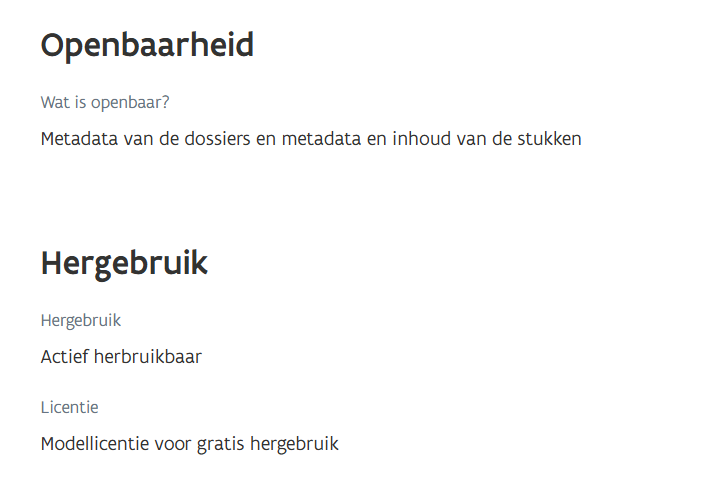 Openbaarheid
Wat is openbaar?
Metadata van de dossiers en metadata en inhoud van de stukken
Hergebruik
Hergebruik
Actief herbruikbaar
Licentie
Modellicentie voor gratis hergebruik